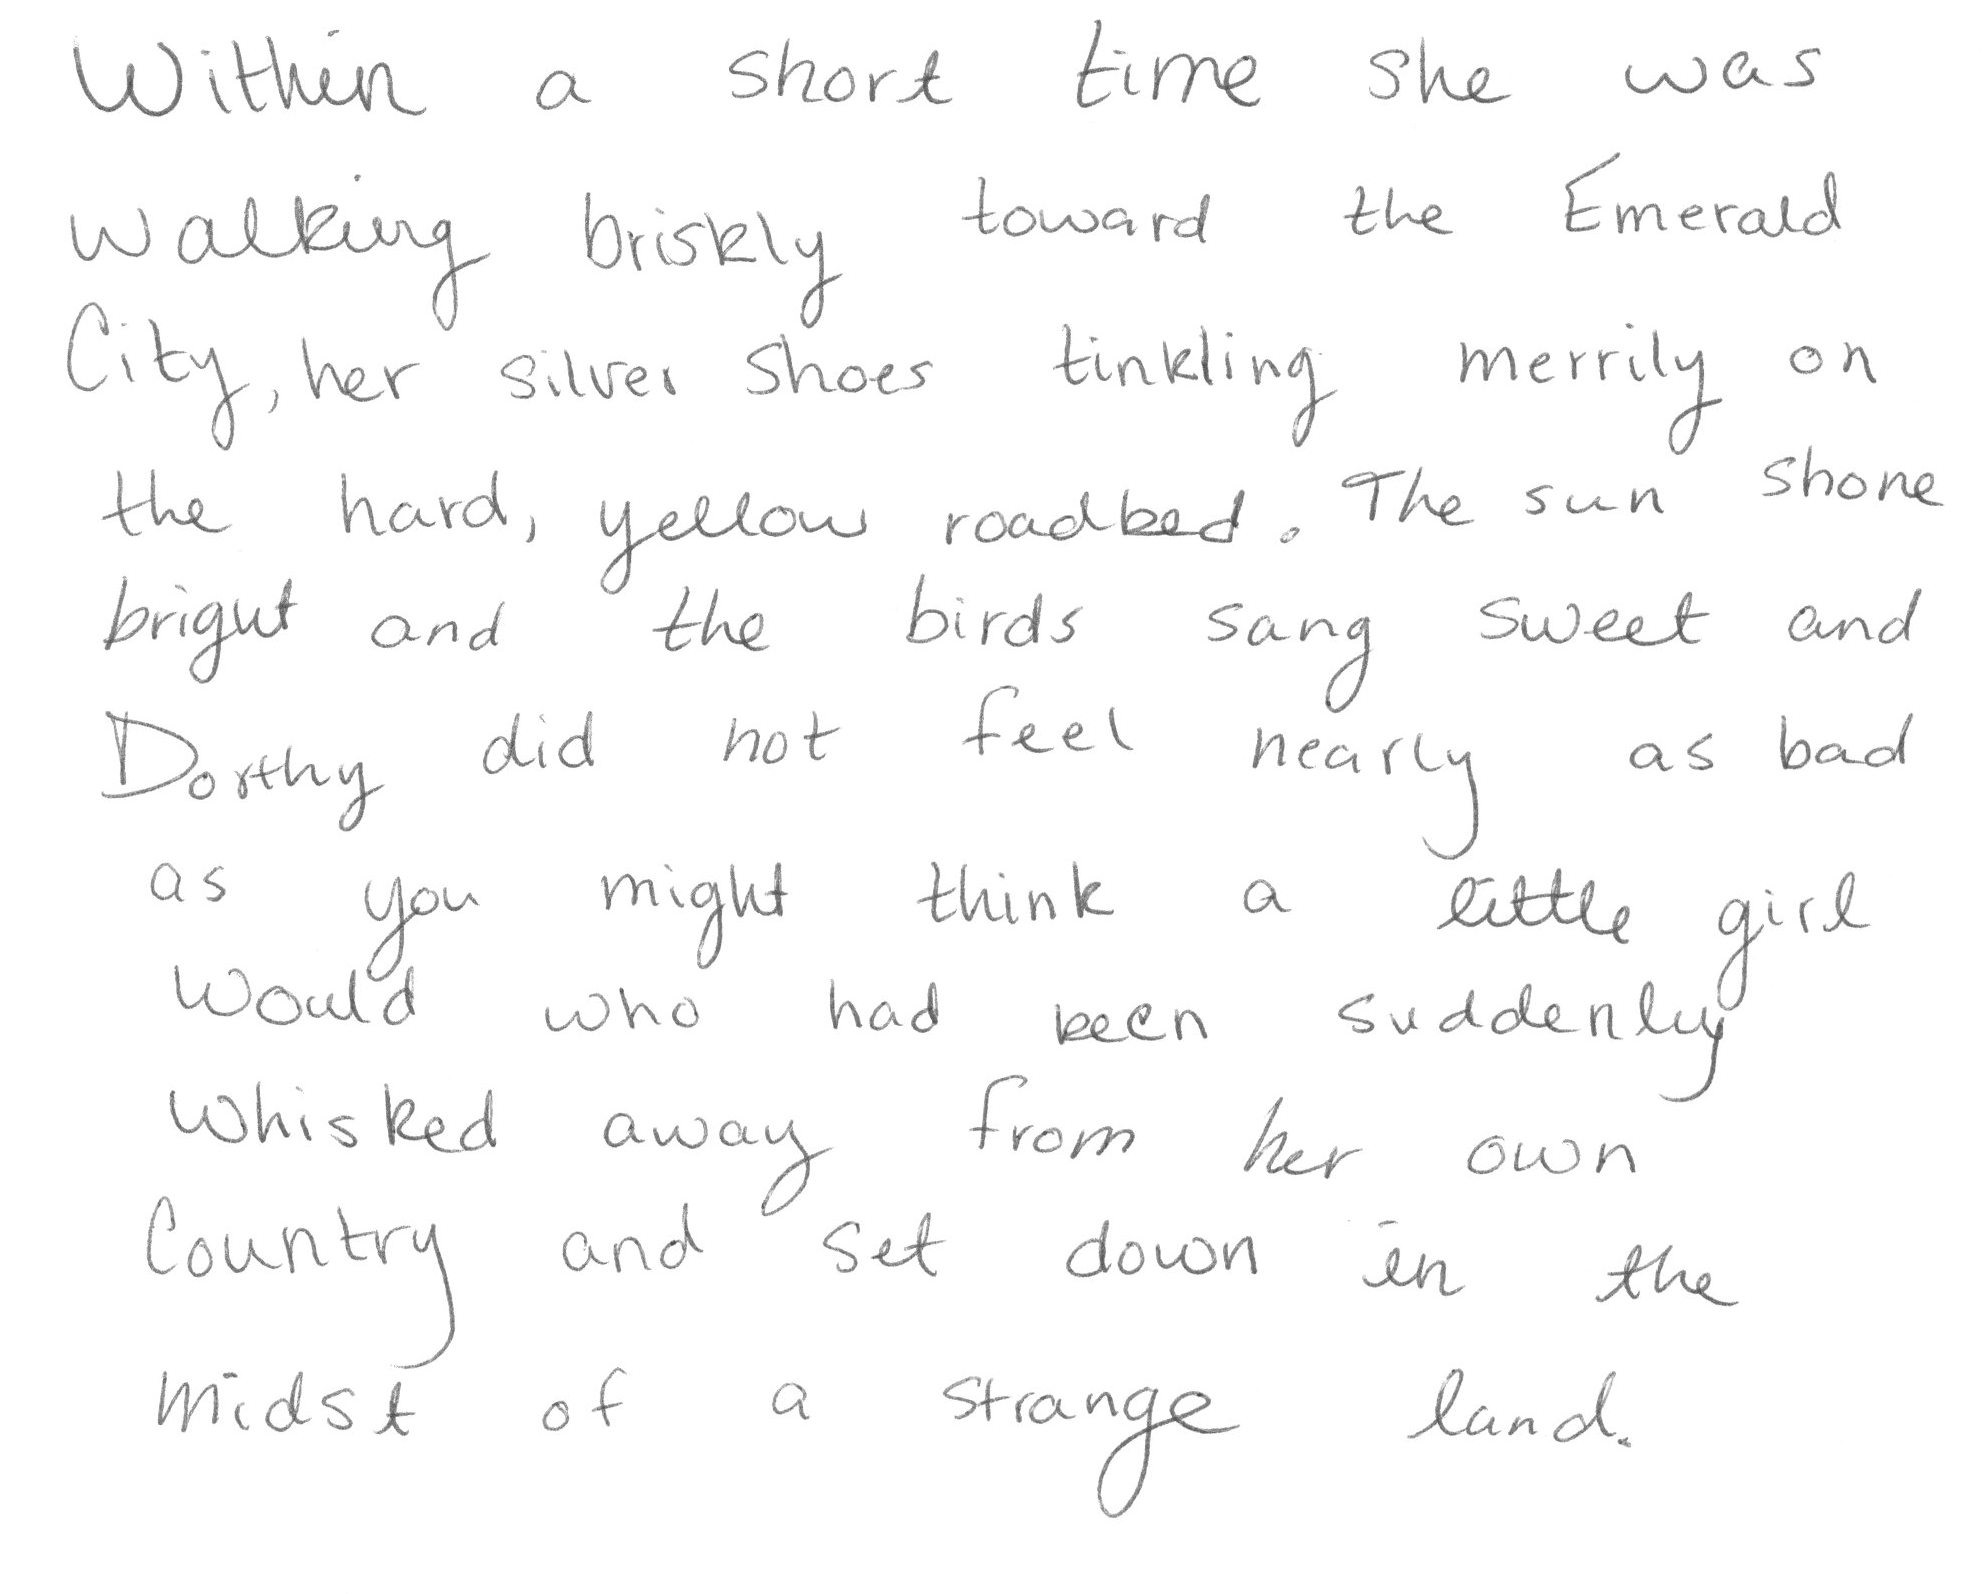 Within a short time she was
walking briskly toward the Emerald
City, her silver shoes tinkling merrily on
the hard, yellow roadbed. The sun shone
bright and the birds sang sweet and
Dorthy did not feel nearly as bad
as you might think a little girl
would who had been suddenly
whisked away from her own
Country and set down in the
midst of a strange land.